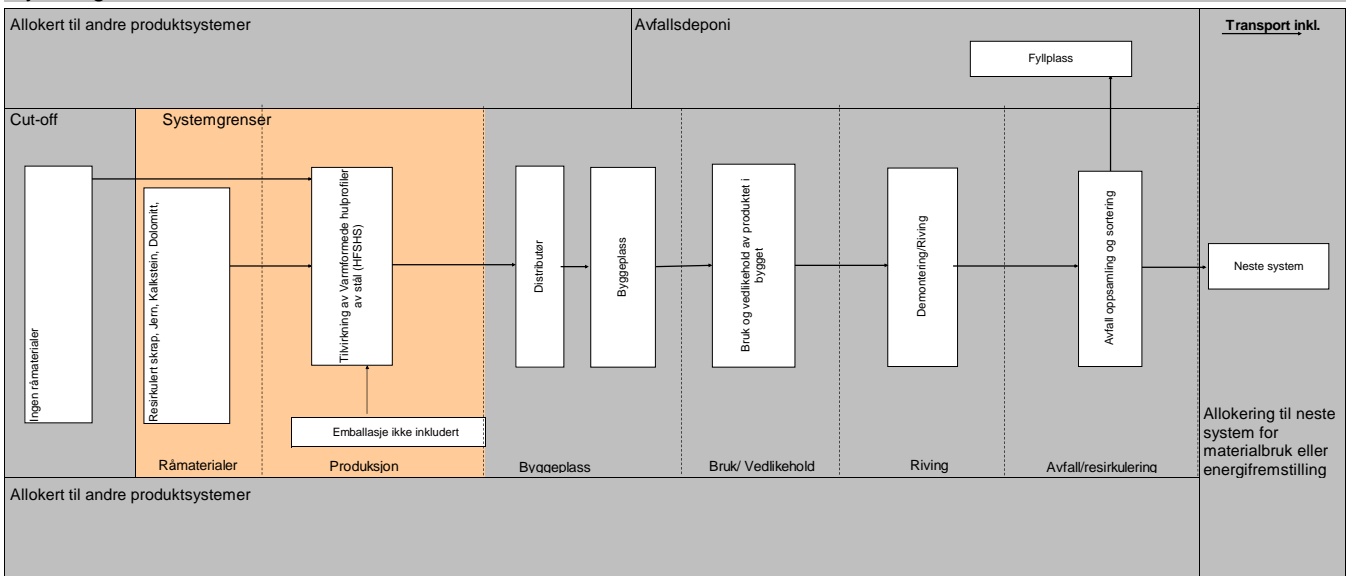 Allokert til andre produktsystemer
Avfallsdeponi
Transport inkl.
Fyllplass
Cut-off
Systemgrenser
Ingen råmaterialer
Resirkulert skrap, Jern, Kalkstein, Dolomitt,
Tilvirkning av Varmformede hulprofiler
av stål (HFSHS)
Distributør
Byggeplass
Bruk og vedlikehold av produktet i
bygget
Demontering/Riving
Avfall oppsamling og sortering
Neste system
Emballasje ikke inkludert
Allokering til neste
system for
materialbruk eller
energifremstilling
Råmaterialer
Produksjon
Byggeplass
Bruk/ Vedlikehold
Riving
Avfall/resirkulering
Allokert til andre produktsystemer